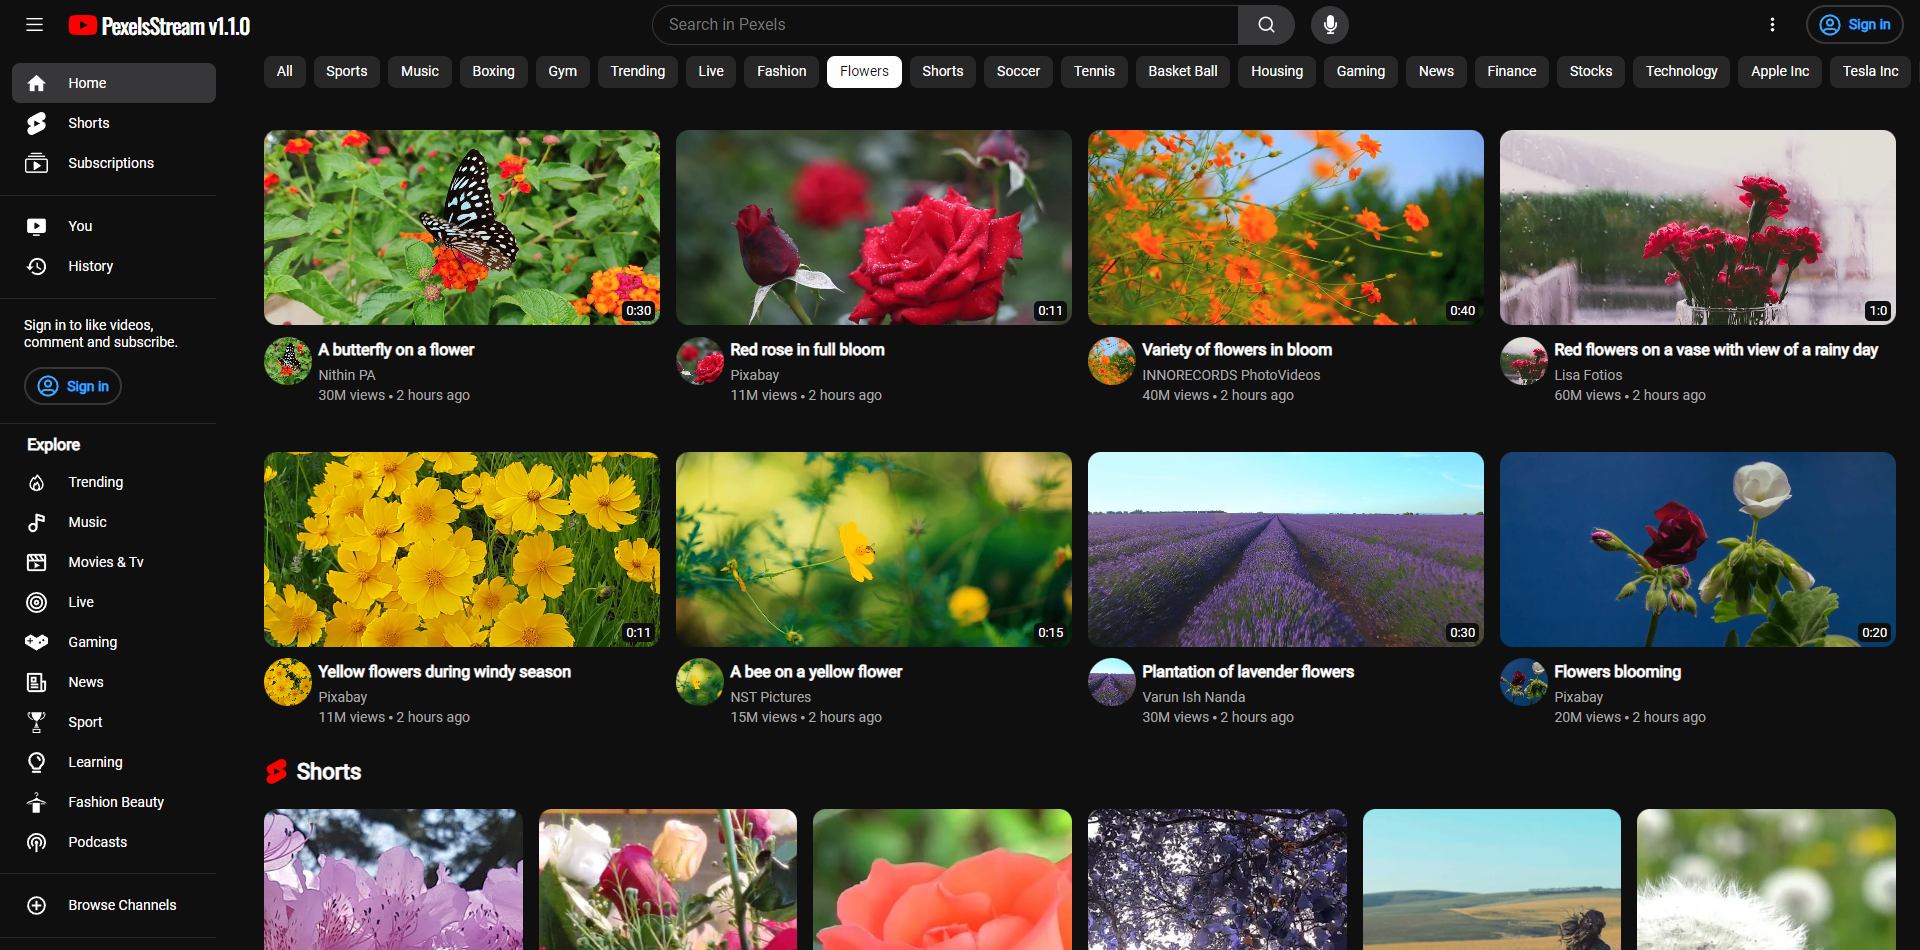 PexelsStream v1.1.0
Search in Pexels
Sign in
Home
Shorts
Subscriptions
You
History
Sign in to like videos,
comment and subscribe.
Sign in
Explore
Trending
Music
Movies & Tv
Live
Gaming
News
Sport
Learning
Fashion Beauty
Podcasts
Browse Channels
All Sports Music Boxing Gym Trending Live Fashion Flowers Shorts Soccer Tennis Basket Ball Housing Gaming News Finance Stocks Technology Apple Inc Tesla Inc
0:30
A butterfly on a flower
Nithin PA
30M views • 2 hours ago
0:11
Red rose in full bloom
Pixabay
11M views • 2 hours ago
0:40
Variety of flowers in bloom
INNORECORDS PhotoVideos
40M views • 2 hours ago
1:0
Red flowers on a vase with view of a rainy day
Lisa Fotios
60M views • 2 hours ago
0:11
Yellow flowers during windy season
Pixabay
11M views • 2 hours ago
0:15
A bee on a yellow flower
NST Pictures
15M views • 2 hours ago
0:30
Plantation of lavender flowers
Varun Ish Nanda
30M views • 2 hours ago
0:20
Flowers blooming
Pixabay
20M views • 2 hours ago
Shorts